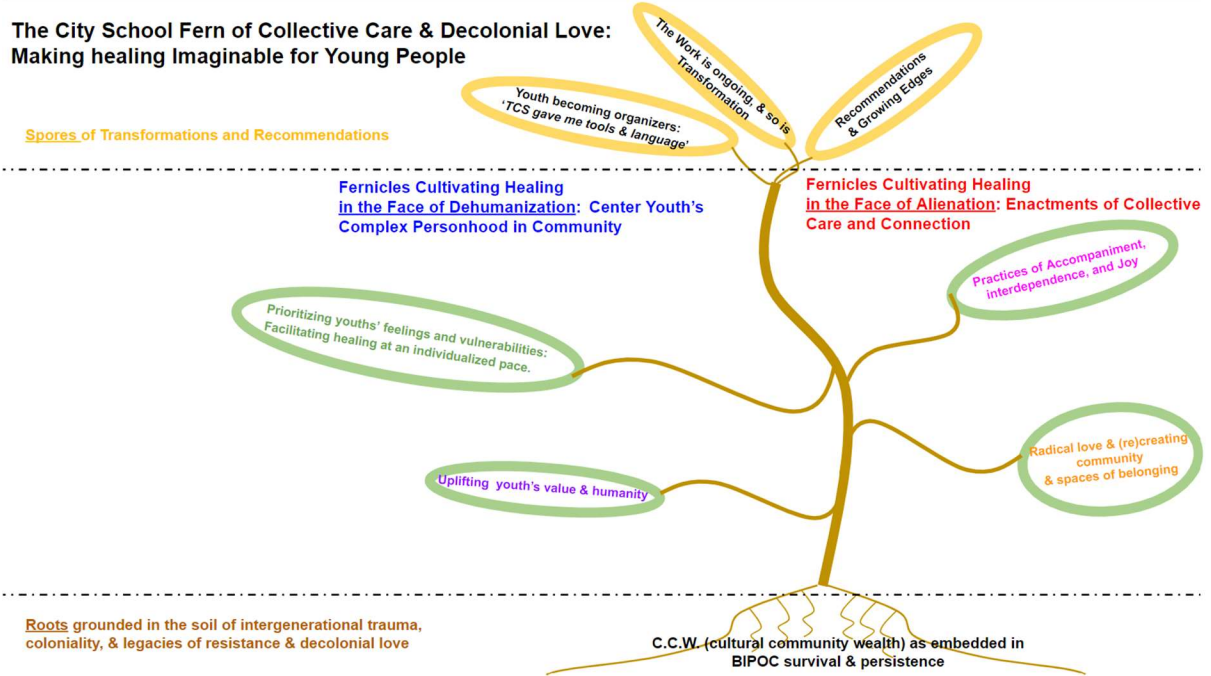 The City School Fern of Collective Care & Decolonial Love:
Making healing Imaginable for Young People
Spores of Transformations and Recommendations
Youth becoming organizers:
'TCS gave me tools & language'
The Work is ongoing, & so is
Transformation
Recommendations
& Growing Edges
Fernicles Cultivating Healing
in the Face of Dehumanization: Center Youth's
Complex Personhood in Community
Fernicles Cultivating Healing
in the Face of Alienation: Enactments of Collective
Care and Connection
Prioritizing youths' feelings and vulnerabilities:
Facilitating healing at an individualized pace.
Practices of Accompaniment,
interdependence, and Joy
Uplifting youth's value & humanity
Radical love & (re)creating
community
& spaces of belonging
Roots grounded in the soil of intergenerational trauma,
coloniality, & legacies of resistance & decolonial love
C.C.W. (cultural community wealth) as embedded in
BIPOC survival & persistence